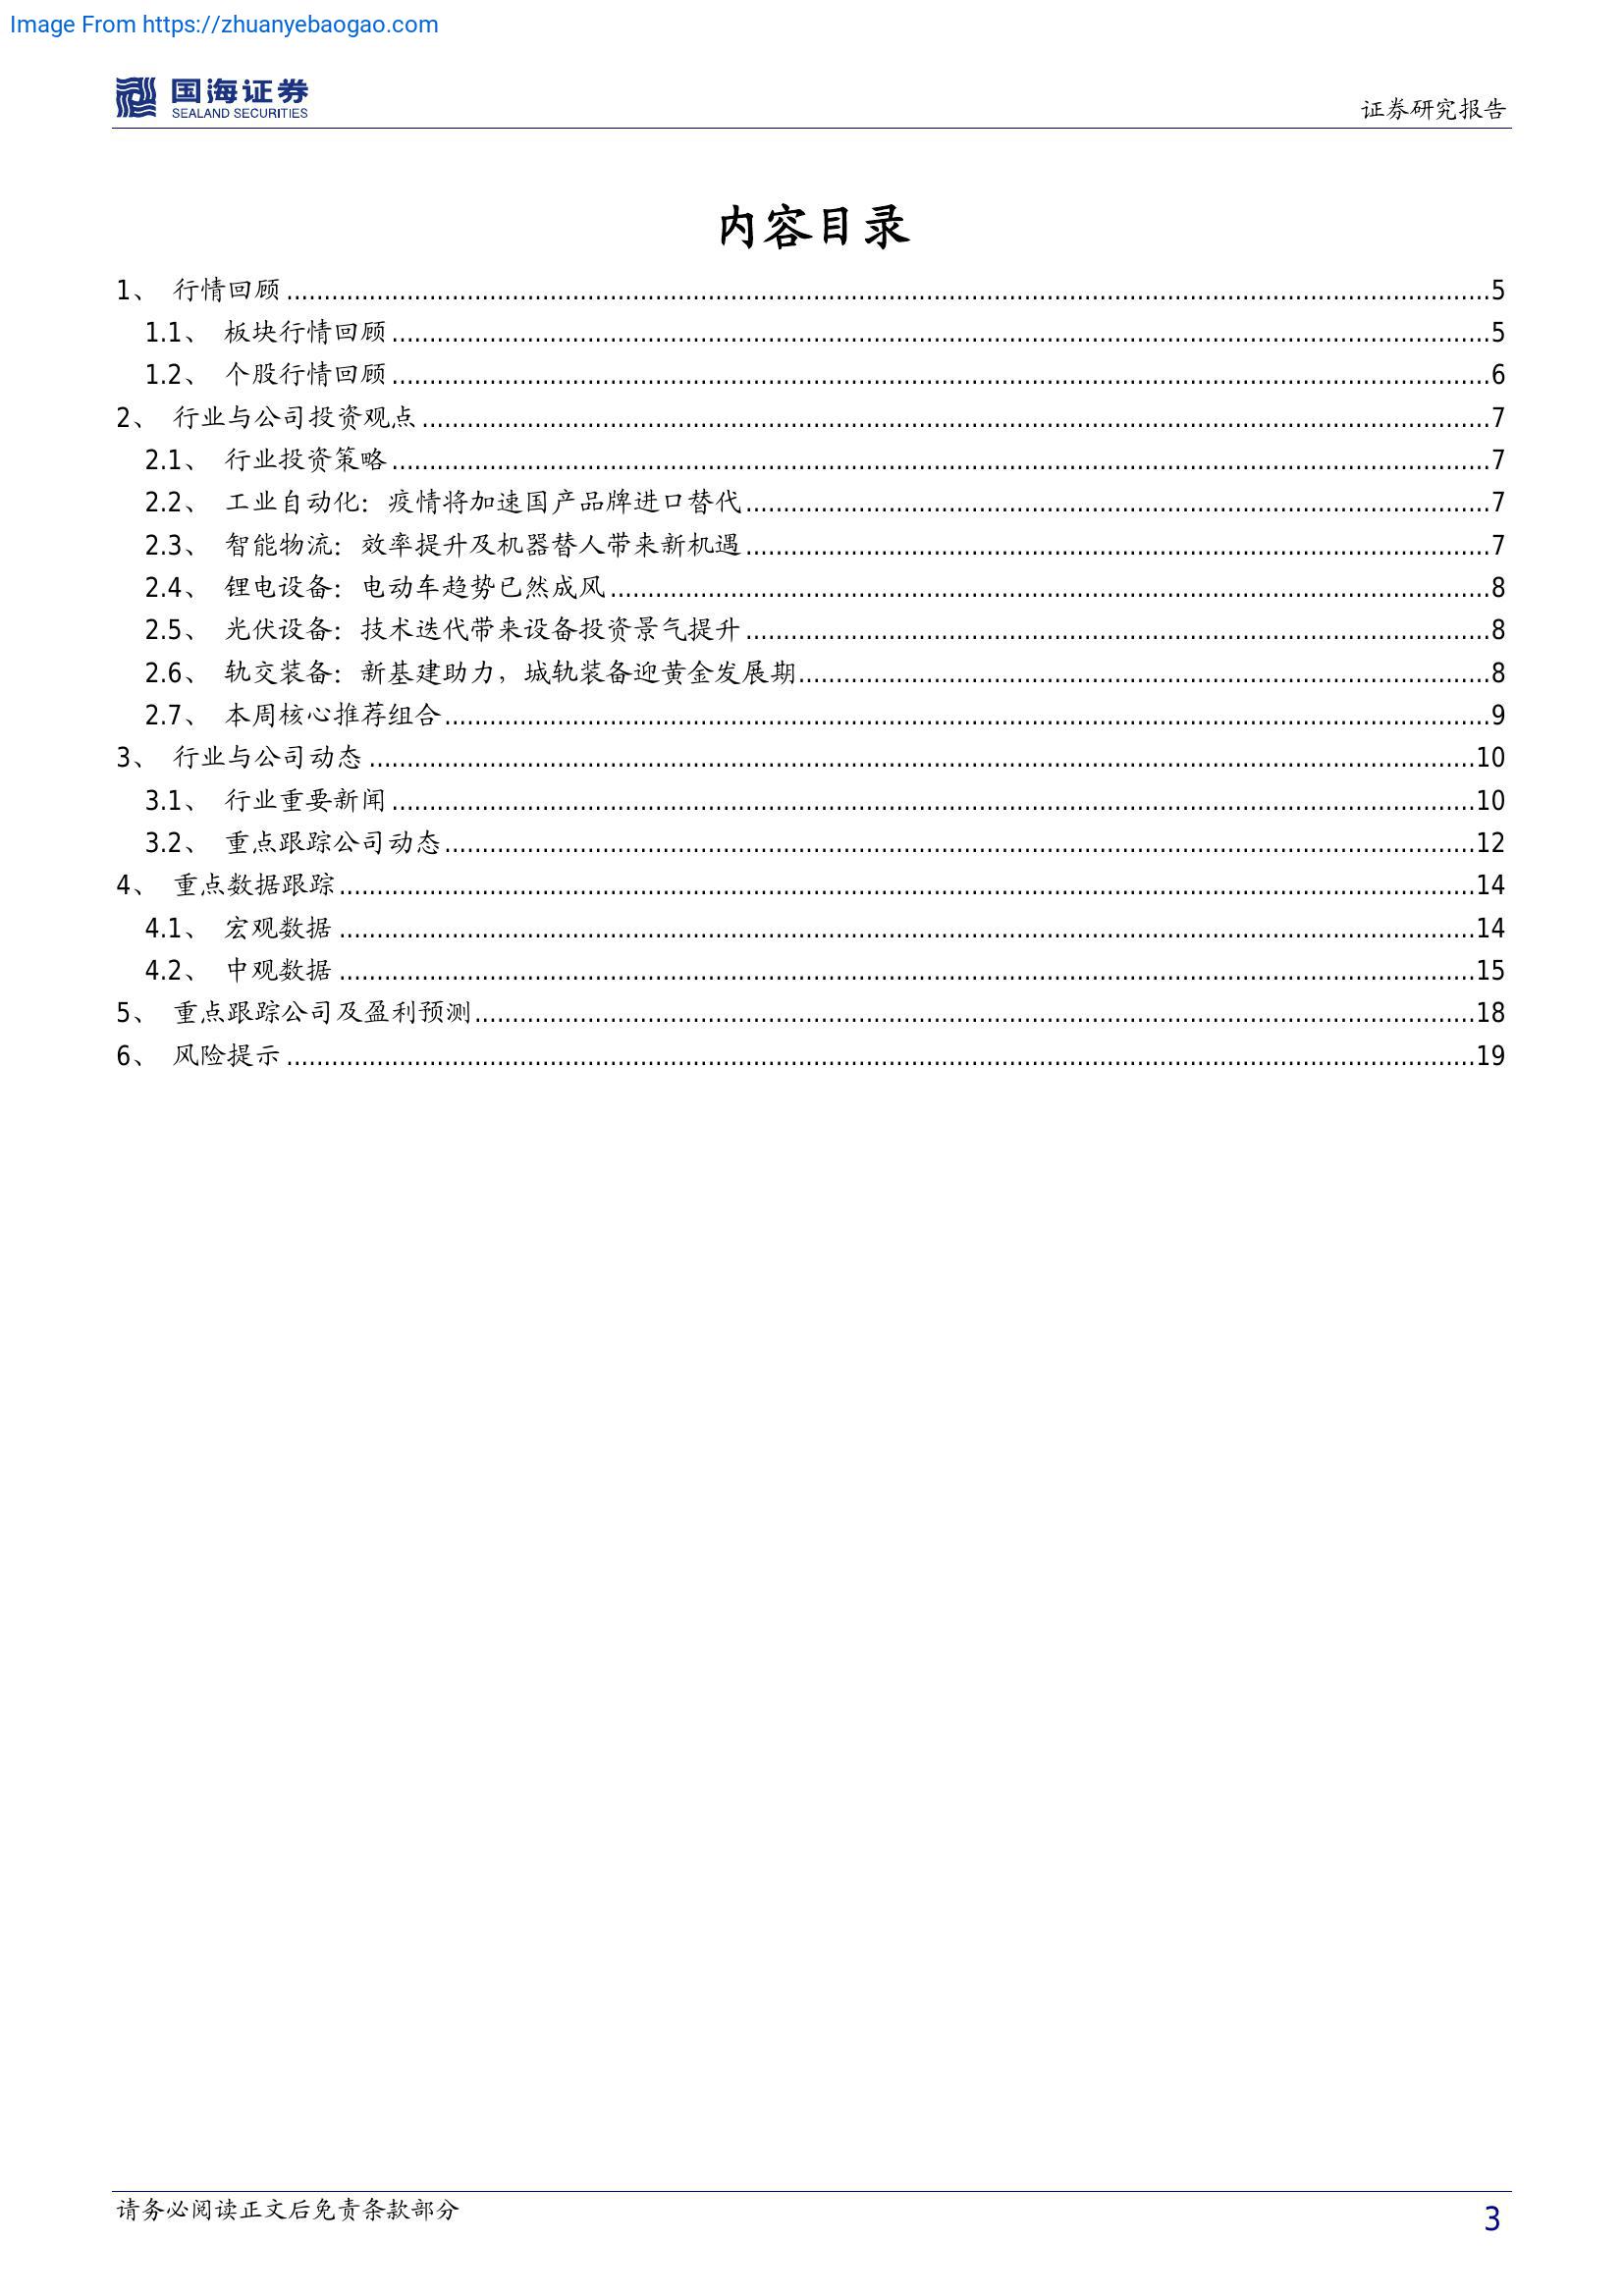 Image From https://zhuanyebaogao.com
国海证券
SEALAND SECURITIES
证券研究报告
内容目录
1、 行情回顾 ........................................ 5
1.1、 板块行情回顾 ........................................ 5
1.2、 个股行情回顾 ........................................ 6
2、 行业与公司投资观点 ........................................ 7
2.1、 行业投资策略 ........................................ 7
2.2、 工业自动化：疫情将加速国产品牌进口替代 ........................................ 7
2.3、 智能物流：效率提升及机器替人带来新机遇 ........................................ 7
2.4、 锂电设备：电动车趋势已然成风 ........................................ 8
2.5、 光伏设备：技术迭代带来设备投资景气提升 ........................................ 8
2.6、 轨交装备：新基建助力，城轨装备迎黄金发展期 ........................................ 8
2.7、 本周核心推荐组合 ........................................ 9
3、 行业与公司动态 ........................................ 10
3.1、 行业重要新闻 ........................................ 10
3.2、 重点跟踪公司动态 ........................................ 12
4、 重点数据跟踪 ........................................ 14
4.1、 宏观数据 ........................................ 14
4.2、 中观数据 ........................................ 15
5、 重点跟踪公司及盈利预测 ........................................ 18
6、 风险提示 ........................................ 19
请务必阅读正文后免责条款部分
3